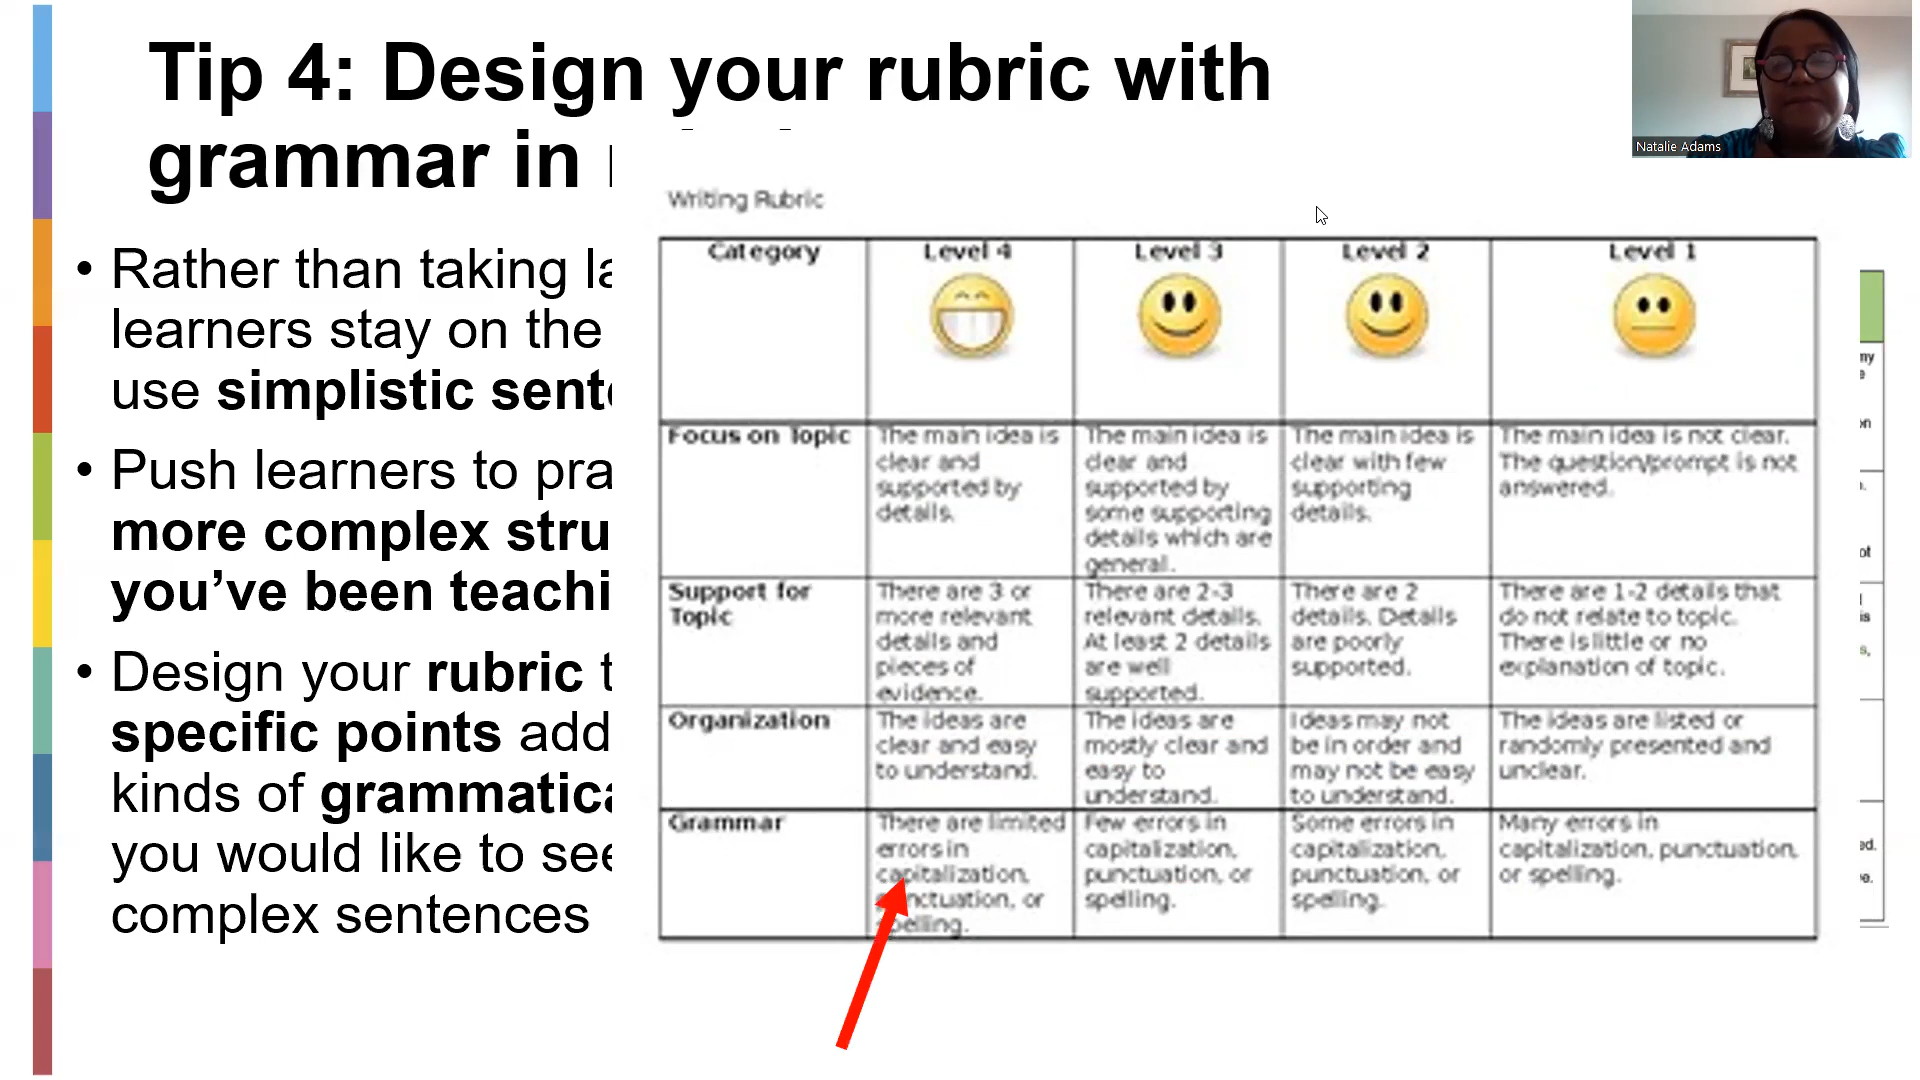 Tip 4: Design your rubric with
grammar in
Natalie Adams
Rather than taking la
learners stay on the
use simplistic sente
Push learners to pra
more complex stru
you've been teachi
Design your rubric t
specific points add
kinds of grammatica
you would like to see
complex sentences
Writing Rubric
Category
Level 4
Level 3
Level 2
Level 1
Focus on Topic
The main idea is
clear and
supported by
details.
The main idea is
clear and
supported by
some supporting
details which are
general.
The main idea is
clear with few
supporting
details.
The main idea is not clear.
The question/prompt is not
answered.
Support for
Topic
There are 3 or
more relevant
details and
pieces of
evidence.
There are 2-3
relevant details.
At least 2 details
are well
supported.
There are 2
details. Details
are poorly
supported.
There are 1-2 details that
do not relate to topic.
There is little or no
explanation of topic.
Organization
The ideas are
clear and easy
to understand.
The ideas are
mostly clear and
easy to
understand.
Ideas may not
be in order and
may not be easy
to understand.
The ideas are listed or
randomly presented and
unclear.
Grammar
There are limited
errors in
capitalization,
punctuation, or
spelling.
Few errors in
capitalization,
punctuation, or
spelling.
Some errors in
capitalization,
punctuation, or
spelling.
Many errors in
capitalization, punctuation,
or spelling.